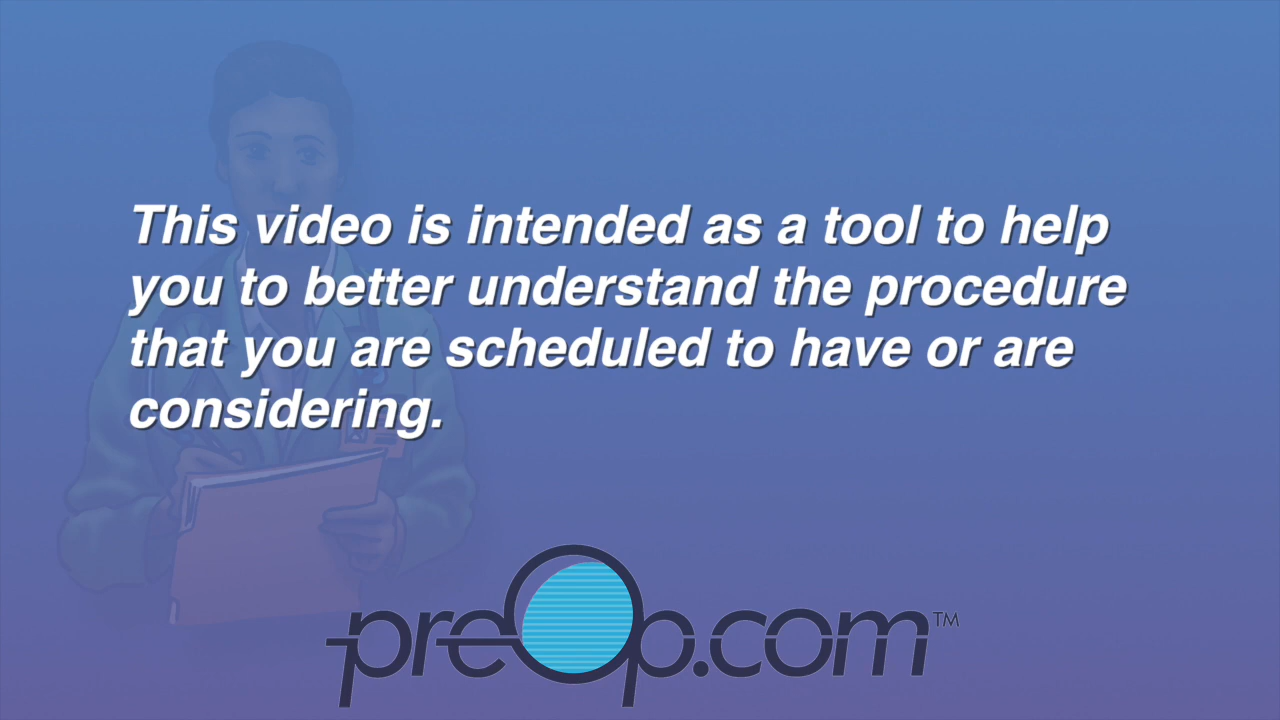 This video is intended as a tool to help
you to better understand the procedure
that you are scheduled to have or are
considering.
preOp.com™